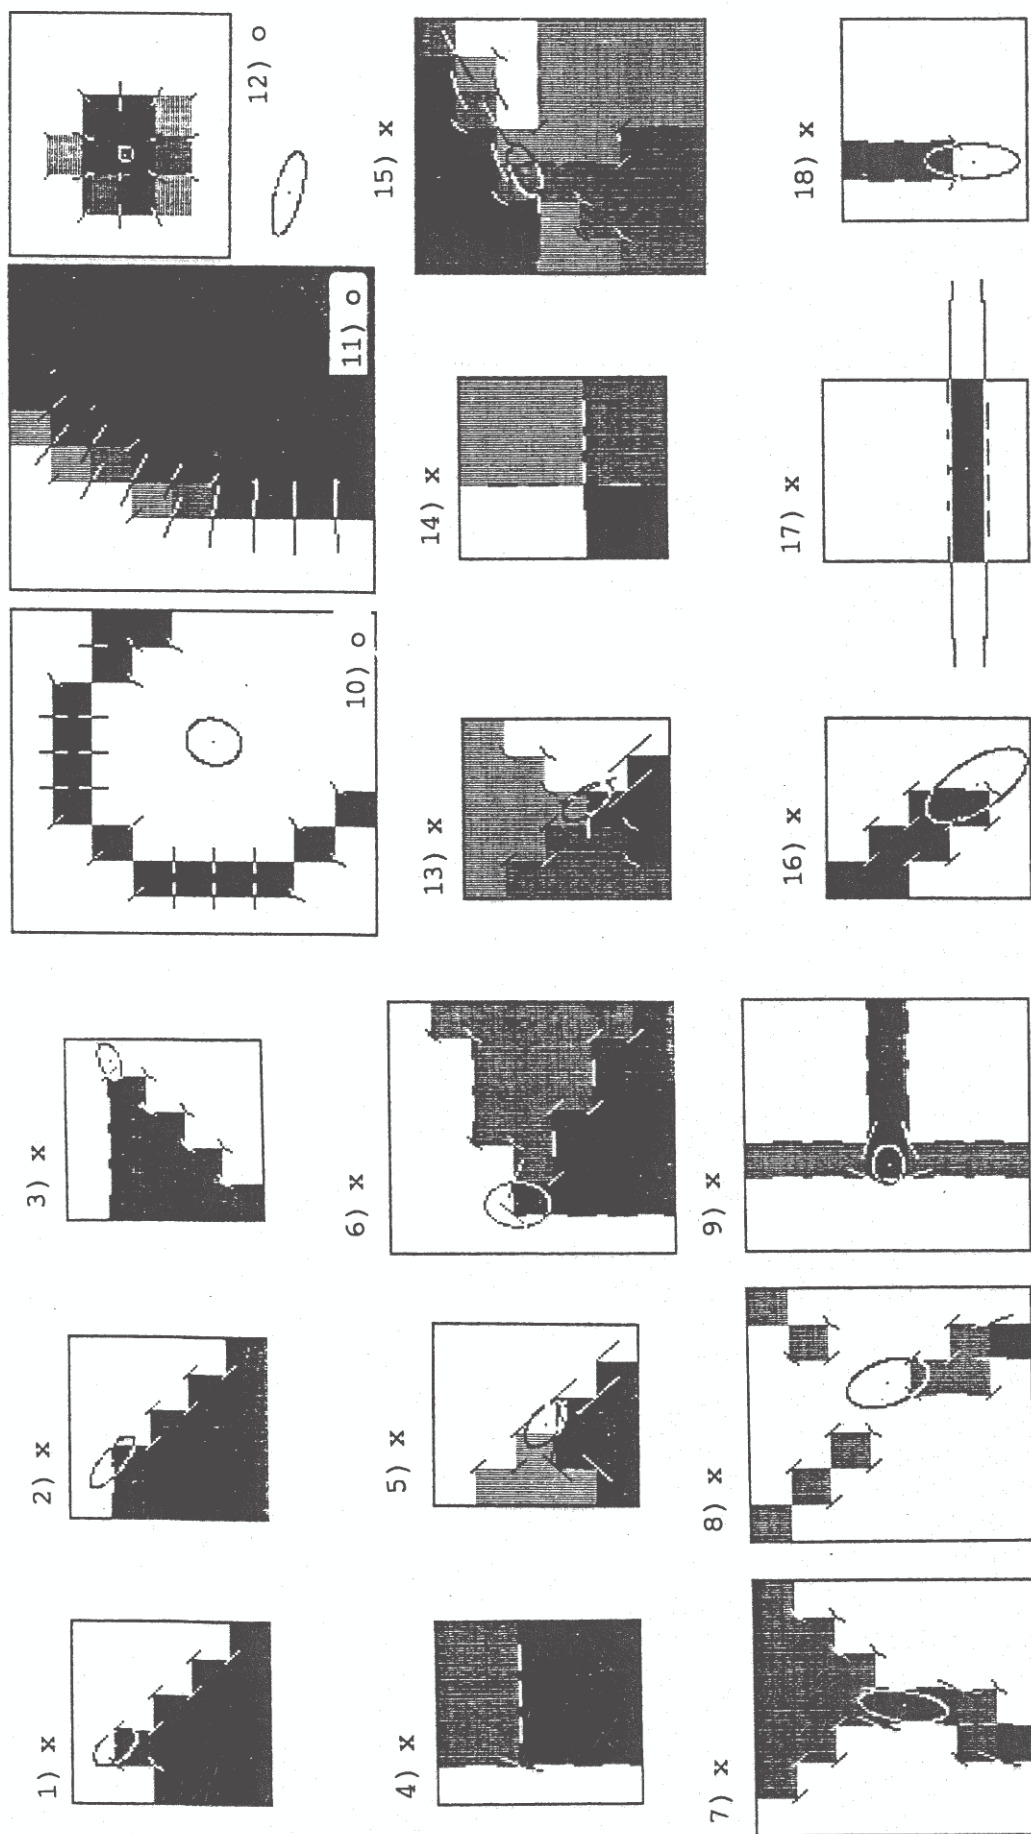 1) x
2) x
3) x
4) x
5) x
6) x
7) x
8) x
9) x
10) o
11) o
12) o
13) x
14) x
15) x
16) x
17) x
18) x